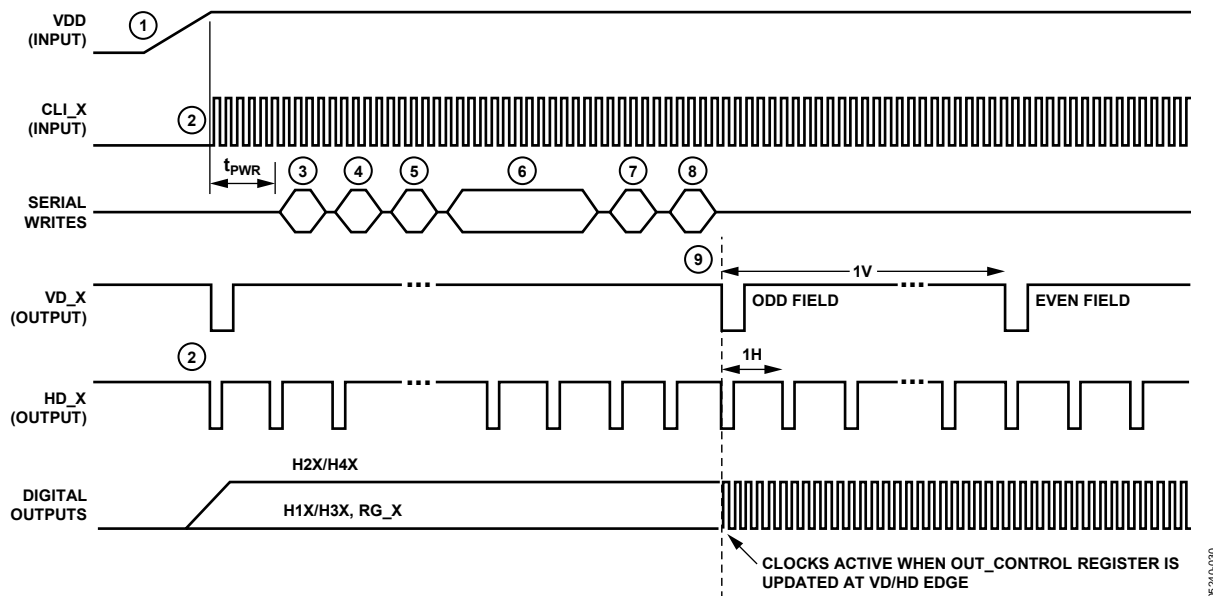 VDD
(INPUT)
1
CLI_X
(INPUT)
2
tPWR
3
4
5
6
7
8
SERIAL
WRITES
9
1V
VD_X
(OUTPUT)
...
ODD FIELD
...
EVEN FIELD
2
1H
HD_X
(OUTPUT)
...
...
H2X/H4X
DIGITAL
OUTPUTS
H1X/H3X, RG_X
CLOCKS ACTIVE WHEN OUT_CONTROL REGISTER IS
UPDATED AT VD/HD EDGE
05240-030